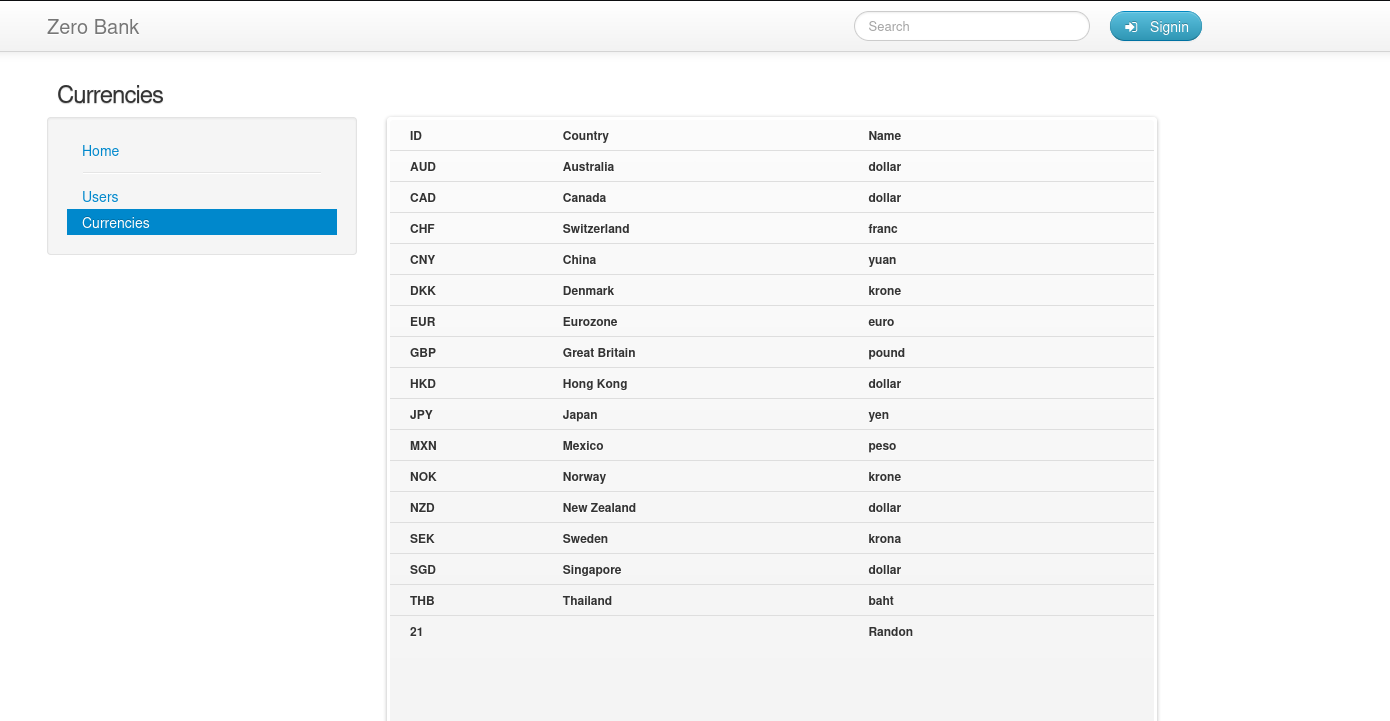 Zero Bank Search Signin
Currencies
Home
Users
Currencies
ID Country Name
AUD Australia dollar
CAD Canada dollar
CHF Switzerland franc
CNY China yuan
DKK Denmark krone
EUR Eurozone euro
GBP Great Britain pound
HKD Hong Kong dollar
JPY Japan yen
MXN Mexico peso
NOK Norway krone
NZD New Zealand dollar
SEK Sweden krona
SGD Singapore dollar
THB Thailand baht
21 Randon